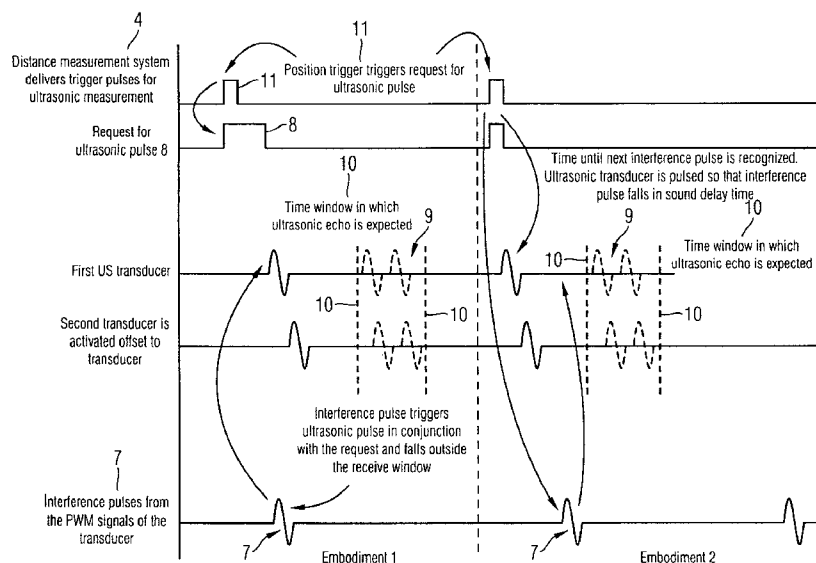 4
Distance measurement system
delivers trigger pulses for
ultrasonic measurement
11
11
Position trigger triggers request for
ultrasonic pulse
Request for
ultrasonic pulse 8
8
10
Time window in which
ultrasonic echo is expected
9
Time until next interference pulse is recognized.
Ultrasonic transducer is pulsed so that interference
pulse falls in sound delay time
9
10
Time window in which
ultrasonic echo is expected
10
First US transducer
10
10
10
Second transducer is
activated offset to
transducer
Interference pulse triggers
ultrasonic pulse in conjunction
with the request and falls outside
the receive window
7
Interference pulses from
the PWM signals of the
transducer
7
7
Embodiment 1
Embodiment 2